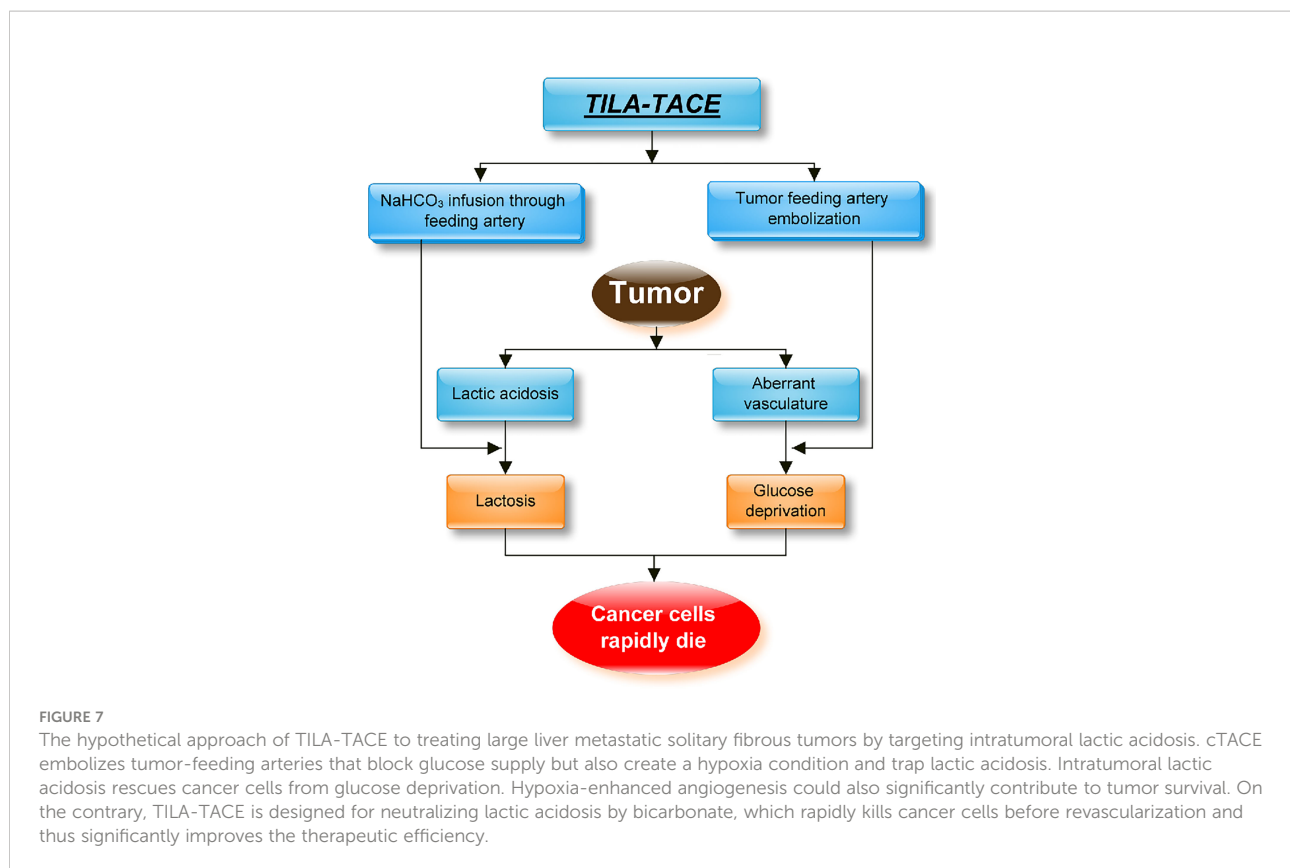 TILA-TACE
NaHCO₃ infusion through
feeding artery
Tumor feeding artery
embolization
Tumor
Lactic acidosis
Aberrant
vasculature
Lactosis
Glucose
deprivation
Cancer cells
rapidly die
FIGURE 7
The hypothetical approach of TILA-TACE to treating large liver metastatic solitary fibrous tumors by targeting intratumoral lactic acidosis. cTACE
embolizes tumor-feeding arteries that block glucose supply but also create a hypoxia condition and trap lactic acidosis. Intratumoral lactic
acidosis rescues cancer cells from glucose deprivation. Hypoxia-enhanced angiogenesis could also significantly contribute to tumor survival. On
the contrary, TILA-TACE is designed for neutralizing lactic acidosis by bicarbonate, which rapidly kills cancer cells before revascularization and
thus significantly improves the therapeutic efficiency.